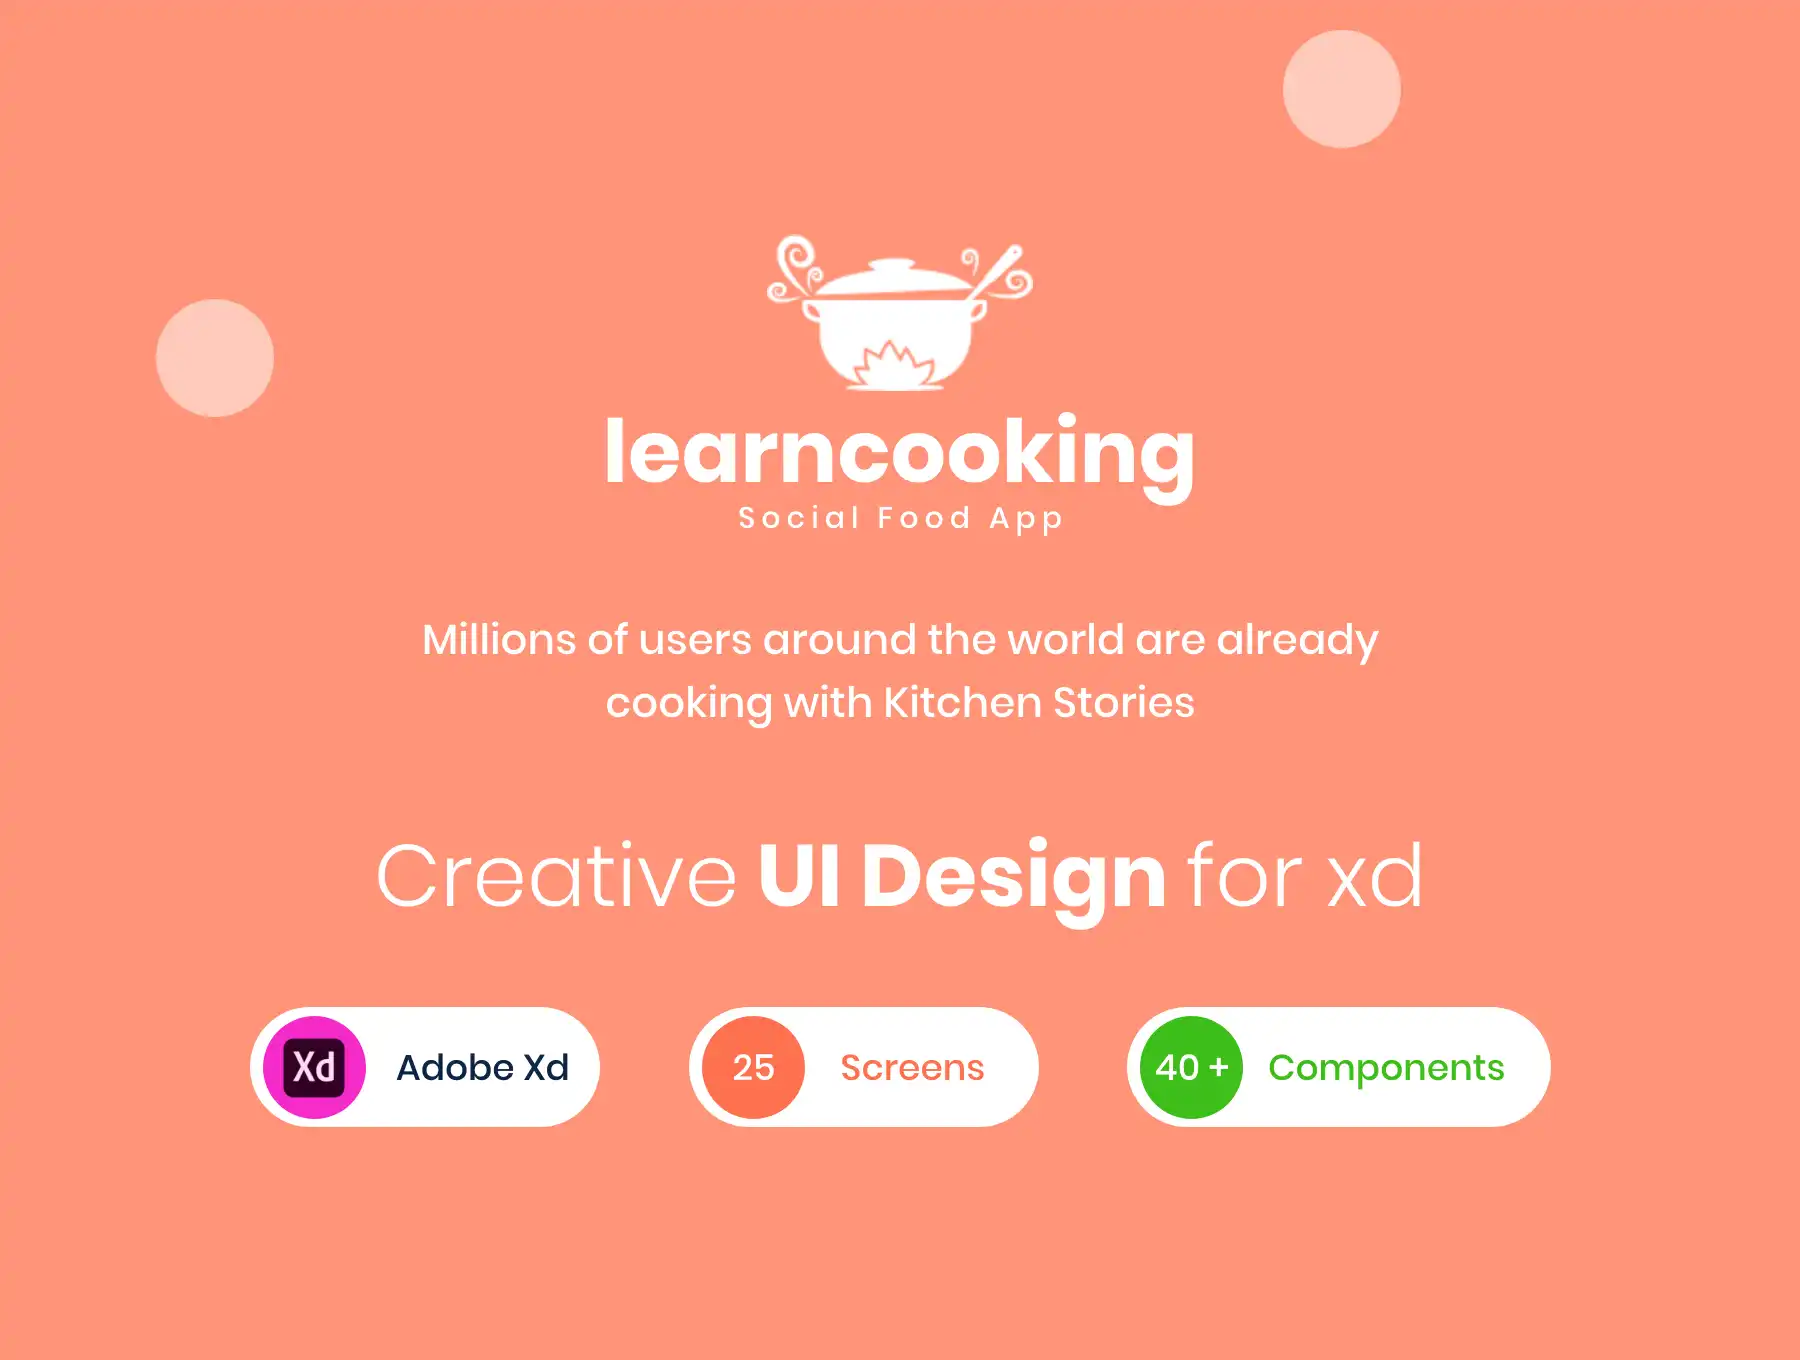 learncooking
Social Food App
Millions of users around the world are already
cooking with Kitchen Stories
Creative UI Design for xd
Xd Adobe Xd
25 Screens
40 + Components